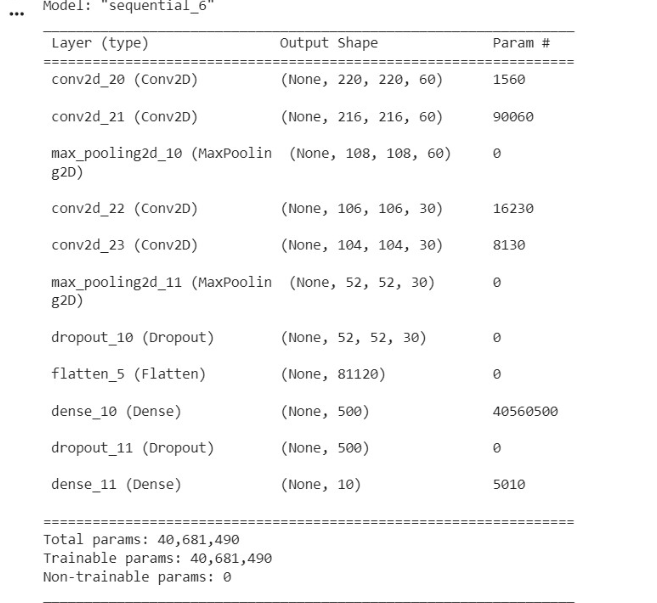 ... Model: "sequential_6"
Layer (type) Output Shape Param #
=================================================================
conv2d_20 (Conv2D) (None, 220, 220, 60) 1560
conv2d_21 (Conv2D) (None, 216, 216, 60) 90060
max_pooling2d_10 (MaxPoolin (None, 108, 108, 60) 0
g2D)
conv2d_22 (Conv2D) (None, 106, 106, 30) 16230
conv2d_23 (Conv2D) (None, 104, 104, 30) 8130
max_pooling2d_11 (MaxPoolin (None, 52, 52, 30) 0
g2D)
dropout_10 (Dropout) (None, 52, 52, 30) 0
flatten_5 (Flatten) (None, 81120) 0
dense_10 (Dense) (None, 500) 40560500
dropout_11 (Dropout) (None, 500) 0
dense_11 (Dense) (None, 10) 5010
=================================================================
Total params: 40,681,490
Trainable params: 40,681,490
Non-trainable params: 0